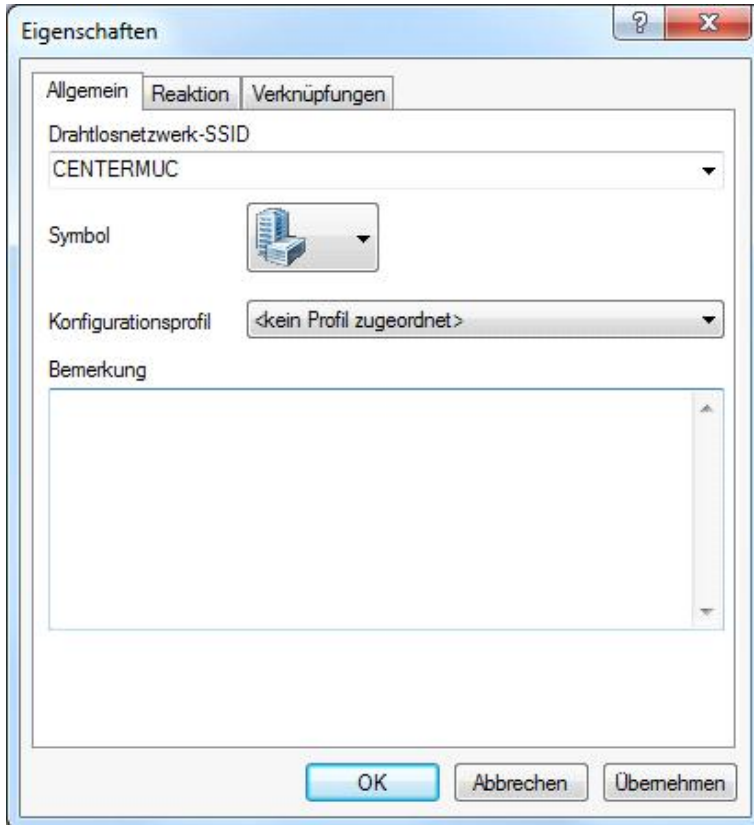 Eigenschaften
?
Allgemein Reaktion Verknüpfungen
Drahtlosnetzwerk-SSID
CENTERMUC
Symbol
Konfigurationsprofil <kein Profil zugeordnet>
Bemerkung
OK Abbrechen Übernehmen